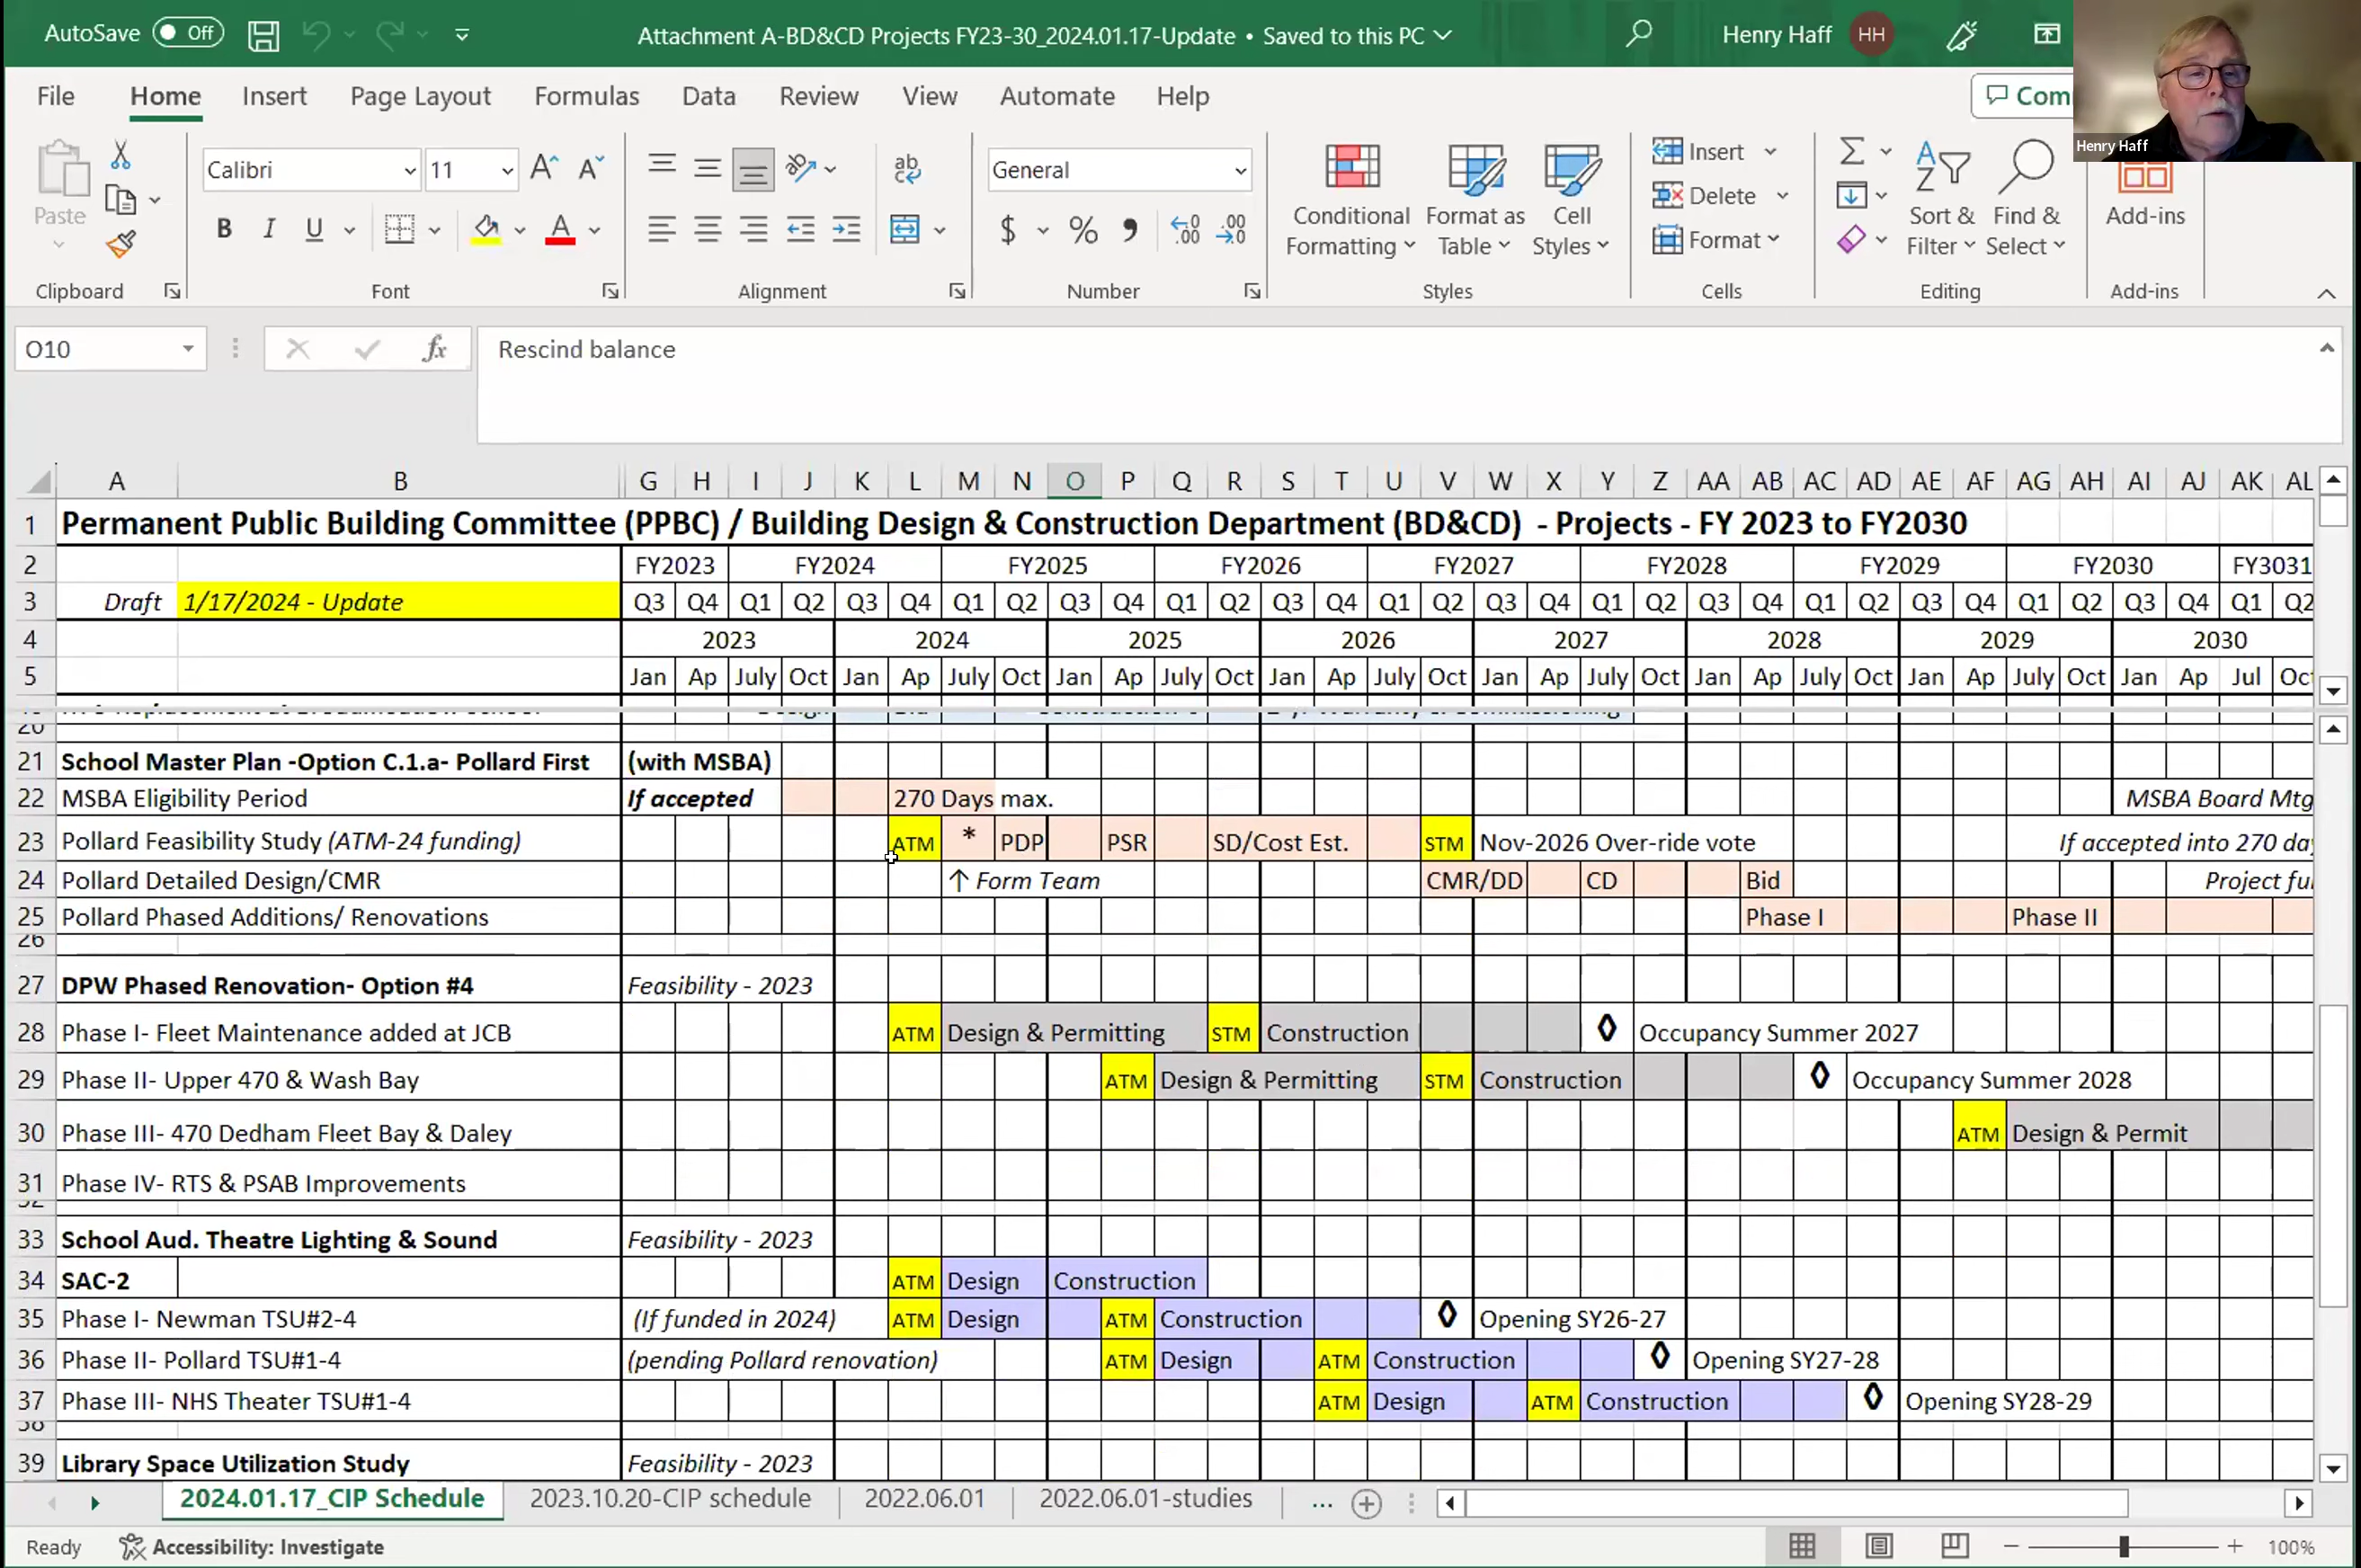 AutoSave Off Attachment A-BD&CD Projects FY23-30_2024.01.17-Update • Saved to this PC Henry Haff HH
File Home Insert Page Layout Formulas Data Review View Automate Help Com
Henry Haff
Paste Calibri 11 General Conditional Formatting Format as Table Cell Styles Insert Delete Format Sort & Filter Find & Select Add-ins
Clipboard Font Alignment Number Styles Cells Editing Add-ins
O10 fx Rescind balance
A B G H I J K L M N O P Q R S T U V W X Y Z AA AB AC AD AE AF AG AH AI AJ AK AL
1 Permanent Public Building Committee (PPBC) / Building Design & Construction Department (BD&CD) - Projects - FY 2023 to FY2030
2 FY2023 FY2024 FY2025 FY2026 FY2027 FY2028 FY2029 FY2030 FY3031
3 Draft 1/17/2024 - Update Q3 Q4 Q1 Q2 Q3 Q4 Q1 Q2 Q3 Q4 Q1 Q2 Q3 Q4 Q1 Q2 Q3 Q4 Q1 Q2 Q3 Q4 Q1 Q2 Q3 Q4 Q1 Q2 Q3 Q4 Q1 Q2
4 2023 2024 2025 2026 2027 2028 2029 2030
5 Jan Ap July Oct Jan Ap July Oct Jan Ap July Oct Jan Ap July Oct Jan Ap July Oct Jan Ap July Oct Jan Ap July Oct Jan Ap Jul Oct
20
21 School Master Plan -Option C.1.a- Pollard First (with MSBA)
22 MSBA Eligibility Period If accepted 270 Days max. MSBA Board Mtg
23 Pollard Feasibility Study (ATM-24 funding) ATM * PDP PSR SD/Cost Est. STM Nov-2026 Over-ride vote If accepted into 270 da
24 Pollard Detailed Design/CMR ↑ Form Team CMR/DD CD Bid Project fu
25 Pollard Phased Additions/ Renovations Phase I Phase II
26
27 DPW Phased Renovation- Option #4 Feasibility - 2023
28 Phase I- Fleet Maintenance added at JCB ATM Design & Permitting STM Construction ◊ Occupancy Summer 2027
29 Phase II- Upper 470 & Wash Bay ATM Design & Permitting STM Construction ◊ Occupancy Summer 2028
30 Phase III- 470 Dedham Fleet Bay & Daley ATM Design & Permit
31 Phase IV- RTS & PSAB Improvements
32
33 School Aud. Theatre Lighting & Sound Feasibility - 2023
34 SAC-2 ATM Design Construction
35 Phase I- Newman TSU#2-4 (If funded in 2024) ATM Design ATM Construction ◊ Opening SY26-27
36 Phase II- Pollard TSU#1-4 (pending Pollard renovation) ATM Design ATM Construction ◊ Opening SY27-28
37 Phase III- NHS Theater TSU#1-4 ATM Design ATM Construction ◊ Opening SY28-29
38
39 Library Space Utilization Study Feasibility - 2023
2024.01.17_CIP Schedule 2023.10.20-CIP schedule 2022.06.01 2022.06.01-studies ...
Ready Accessibility: Investigate 100%